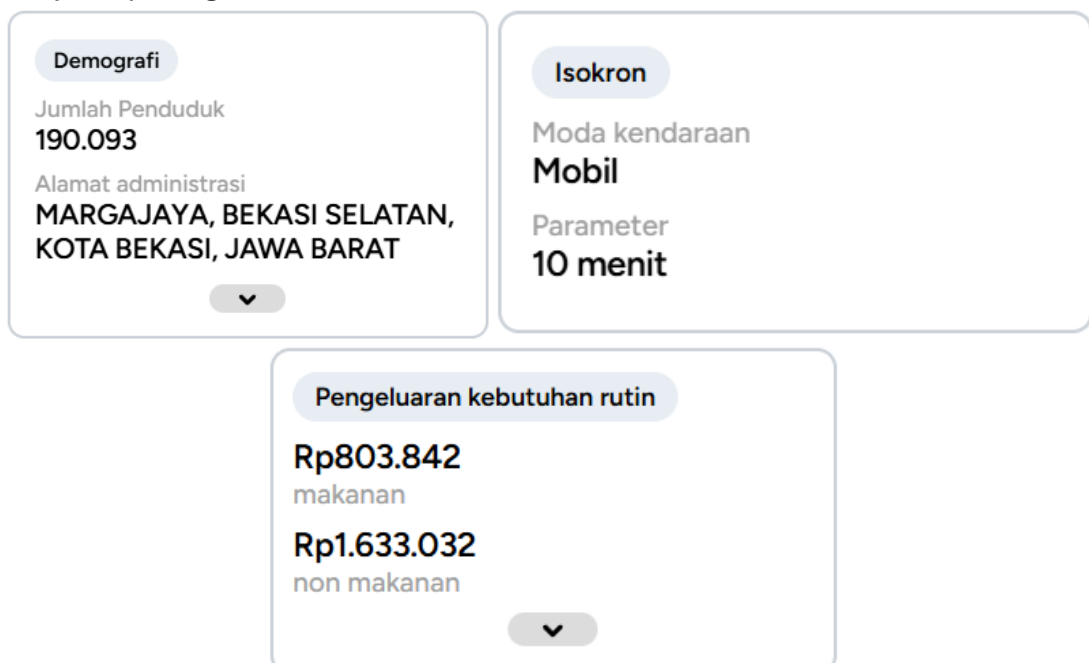 Demografi
Jumlah Penduduk
190.093
Alamat administrasi
MARGAJAYA, BEKASI SELATAN,
KOTA BEKASI, JAWA BARAT
Isokron
Moda kendaraan
Mobil
Parameter
10 menit
Pengeluaran kebutuhan rutin
Rp803.842
makanan
Rp1.633.032
non makanan